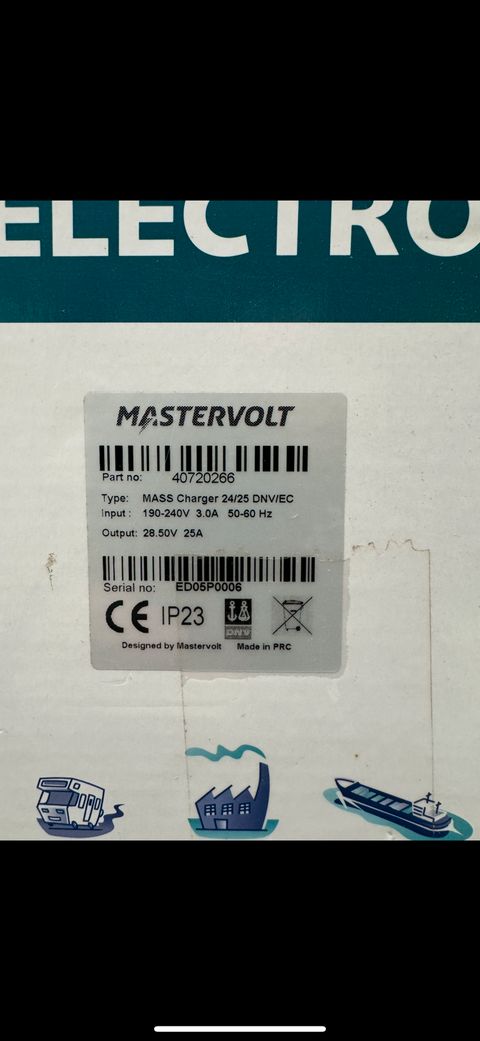 ELECTRO
MASTERVOLT
Part no: 40720266
Type: MASS Charger 24/25 DNV/EC
Input : 190-240V 3.0A 50-60 Hz
Output: 28.50V 25A
Serial no: ED05P0006
CE IP23
DNV
Designed by Mastervolt Made in PRC